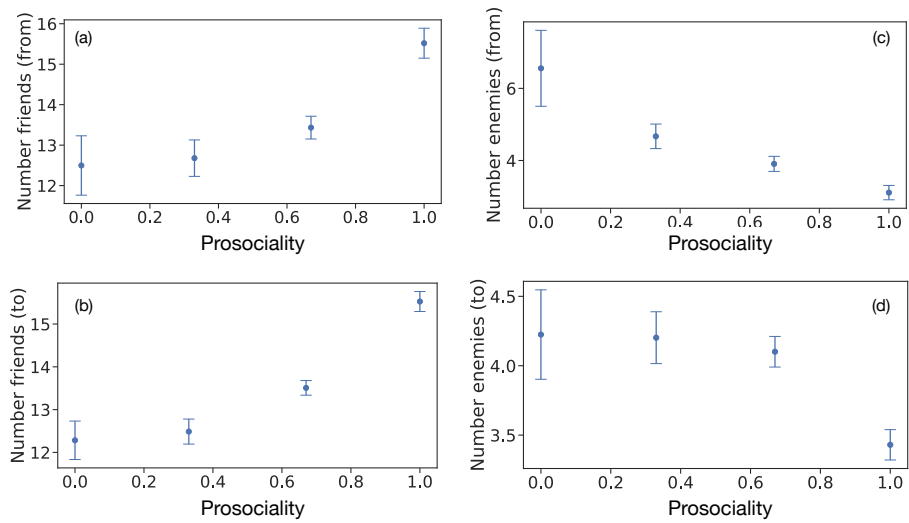 (a)
Number friends (from)
16
15
14
13
12
0.0 0.2 0.4 0.6 0.8 1.0
Prosociality
(c)
Number enemies (from)
6
4
0.0 0.2 0.4 0.6 0.8 1.0
Prosociality
(b)
Number friends (to)
15
14
13
12
0.0 0.2 0.4 0.6 0.8 1.0
Prosociality
(d)
Number enemies (to)
4.5
4.0
3.5
0.0 0.2 0.4 0.6 0.8 1.0
Prosociality